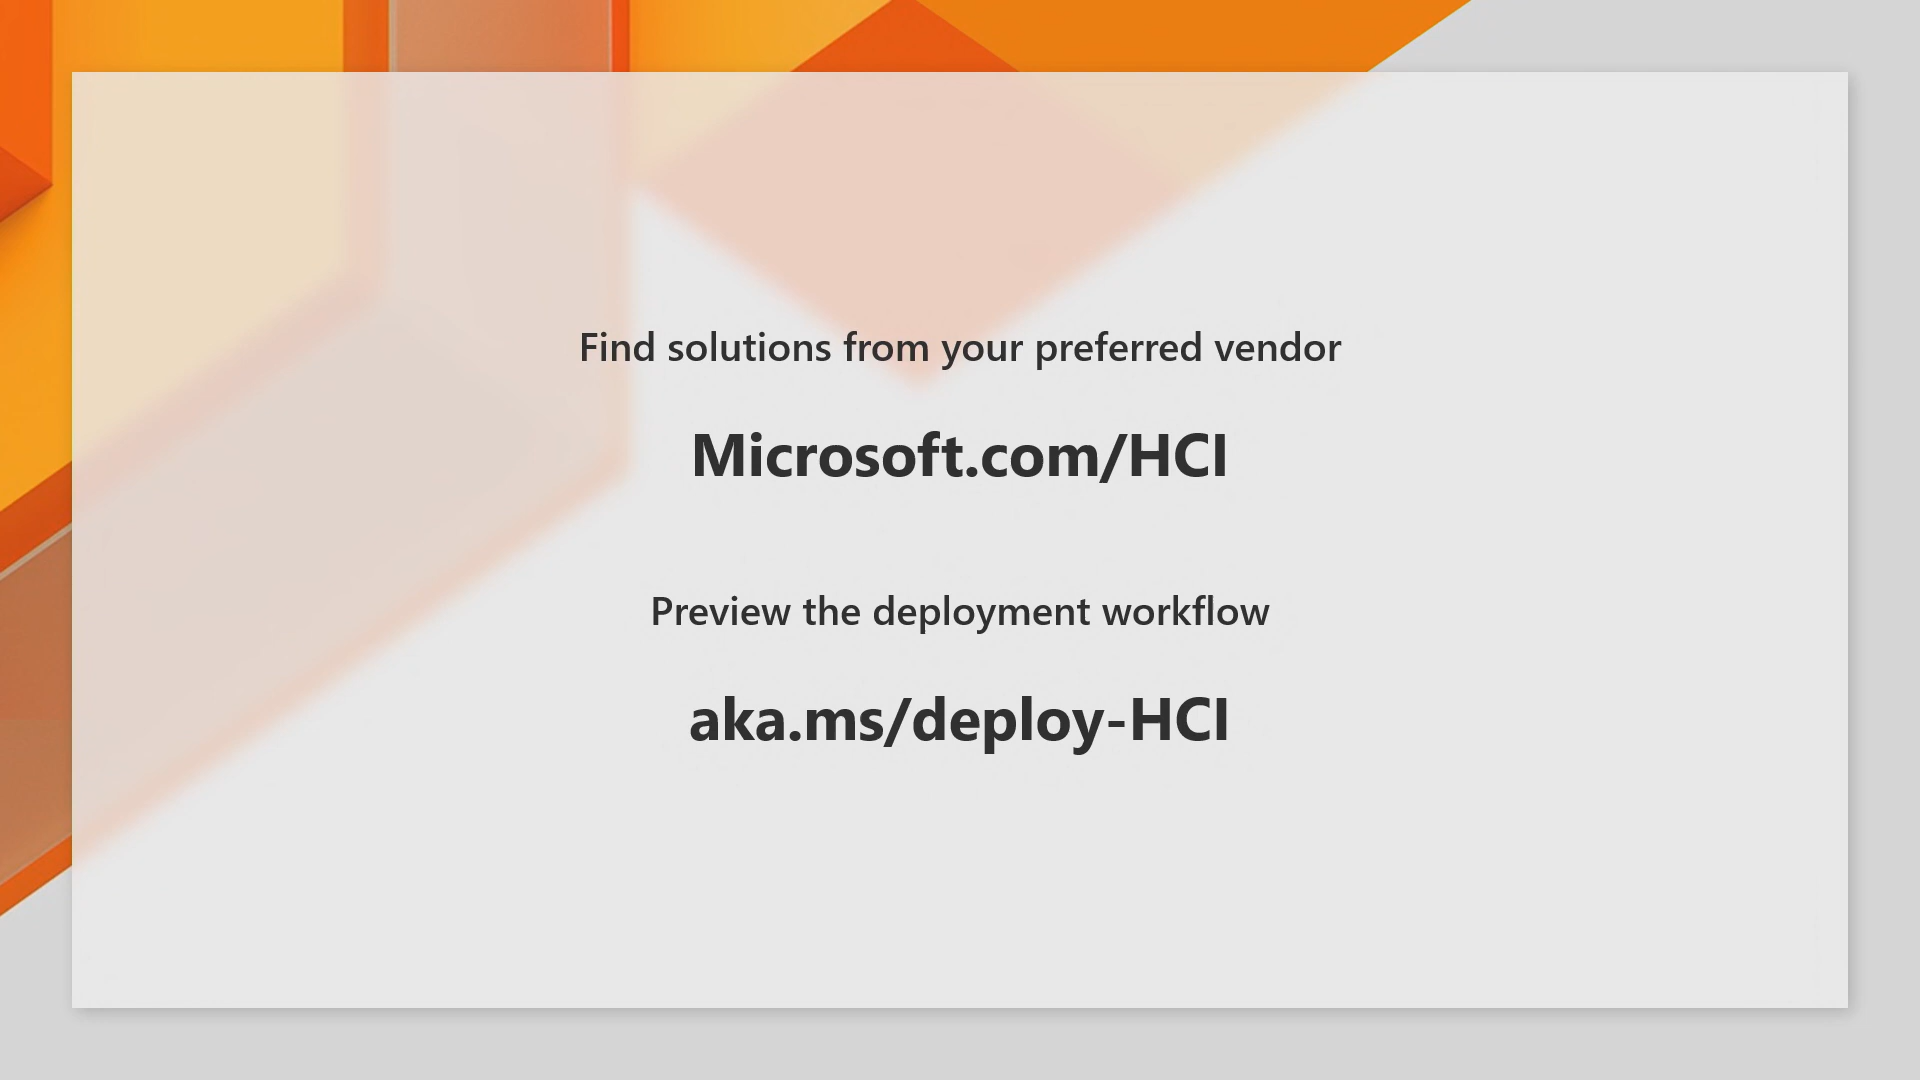 Find solutions from your preferred vendor
Microsoft.com/HCI
Preview the deployment workflow
aka.ms/deploy-HCI